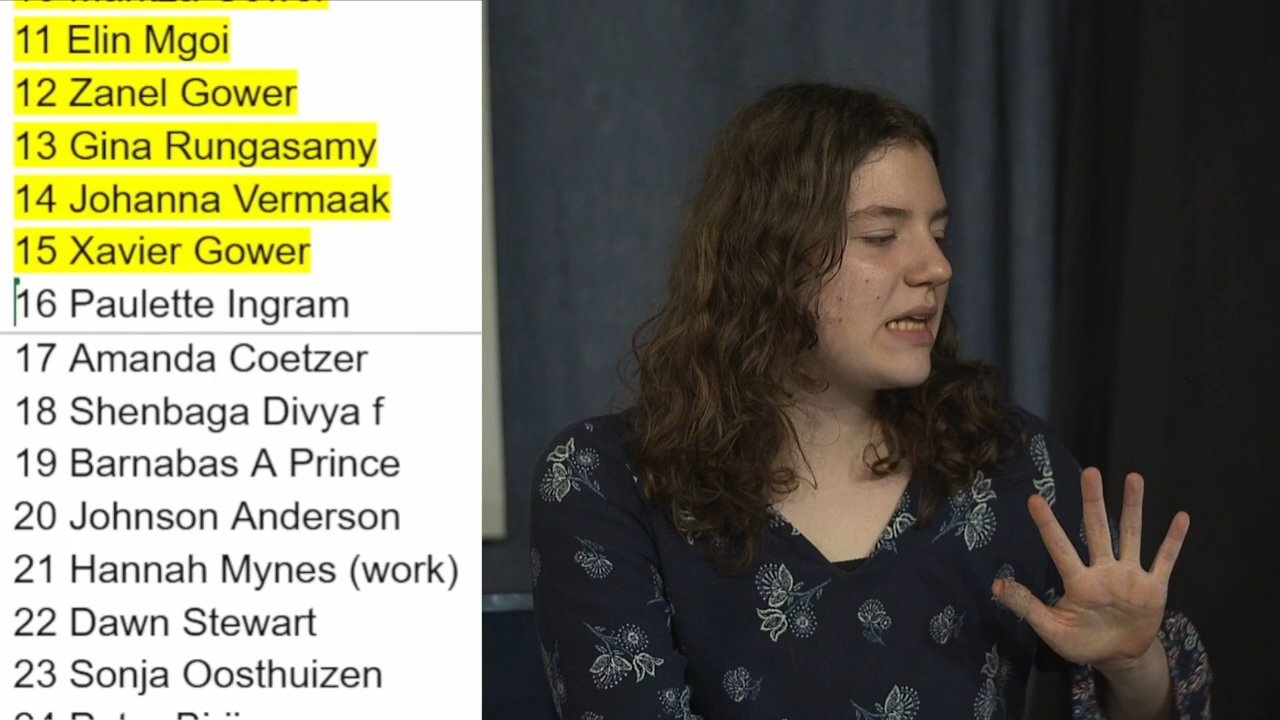 11 Elin Mgoi
12 Zanel Gower
13 Gina Rungasamy
14 Johanna Vermaak
15 Xavier Gower
16 Paulette Ingram
17 Amanda Coetzer
18 Shenbaga Divya f
19 Barnabas A Prince
20 Johnson Anderson
21 Hannah Mynes (work)
22 Dawn Stewart
23 Sonja Oosthuizen